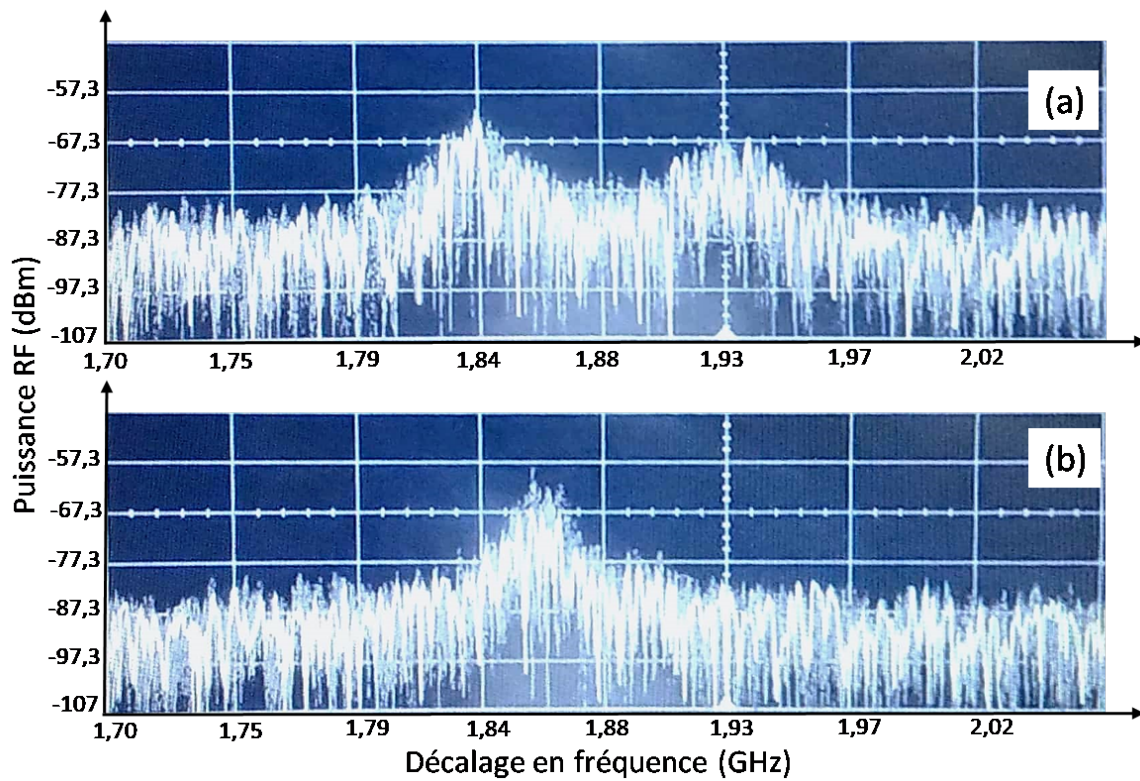 Puissance RF (dBm)
(a)
-57,3
-67,3
-77,3
-87,3
-97,3
-107
1,70 1,75 1,79 1,84 1,88 1,93 1,97 2,02
(b)
-57,3
-67,3
-77,3
-87,3
-97,3
-107
1,70 1,75 1,79 1,84 1,88 1,93 1,97 2,02
Décalage en fréquence (GHz)